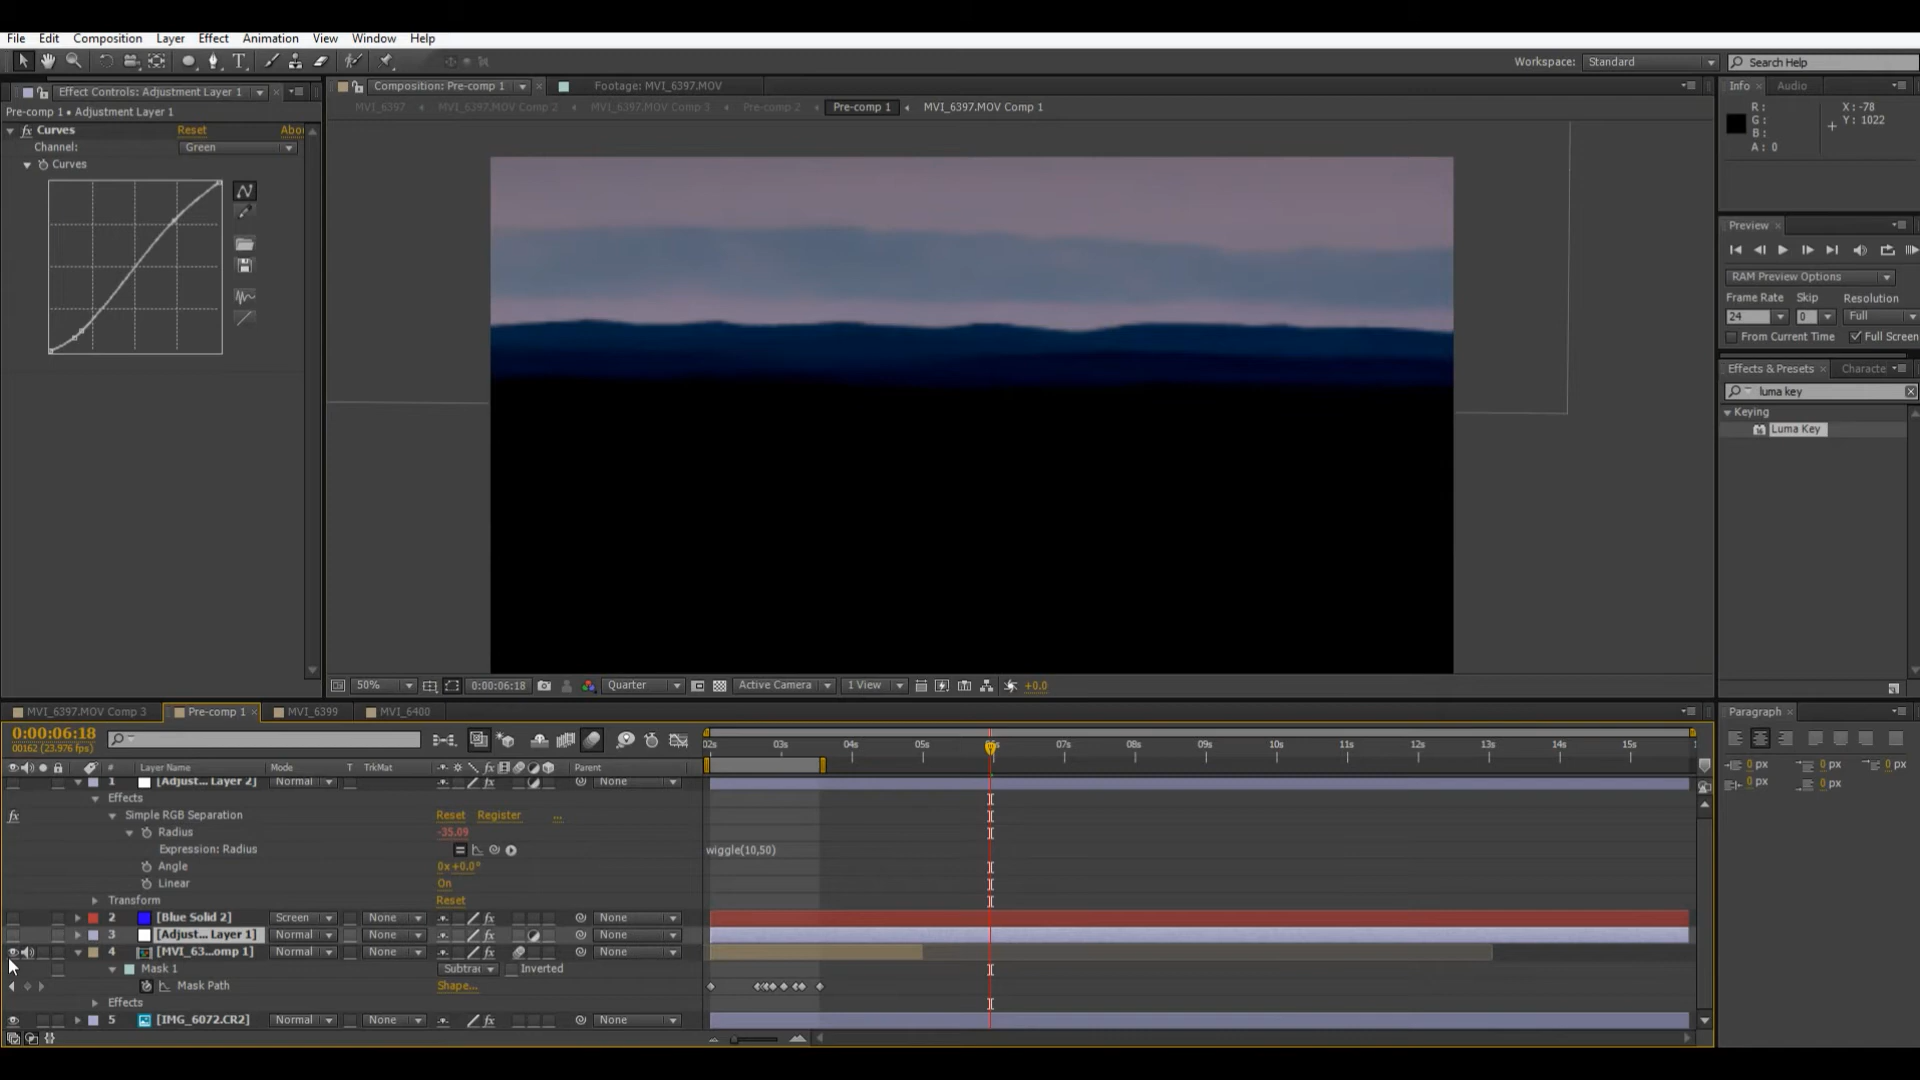 File Edit Composition Layer Effect Animation View Window Help
Workspace: Standard Search Help
Effect Controls: Adjustment Layer 1
Pre-comp 1 • Adjustment Layer 1
Curves Reset Abou
Channel: Green
Curves
Composition: Pre-comp 1 Footage: MVI_6397.MOV
MVI_6397 MVI_6397.MOV Comp 2 MVI_6397.MOV Comp 3 Pre-comp 2 Pre-comp 1 MVI_6397.MOV Comp 1
50% 0:00:06:18 Quarter Active Camera 1 View +0.0
Info Audio
R: X: -78
G: Y: 1022
B:
A: 0
Preview
RAM Preview Options
Frame Rate Skip Resolution
24 0 Full
From Current Time Full Screen
Effects & Presets Characte
luma key
Keying
Luma Key
MVI_6397.MOV Comp 3 Pre-comp 1 MVI_6399 MVI_6400
0:00:06:18
00162 (23.976 fps)
# Layer Name Mode T TrkMat Parent
02s 03s 04s 05s 07s 08s 09s 10s 11s 12s 13s 14s 15s
1 [Adjust... Layer 2] Normal None
Effects
Simple RGB Separation Reset Register ...
Radius -35.09
Expression: Radius wiggle(10,50)
Angle 0x+0.0°
Linear On
Transform Reset
2 [Blue Solid 2] Screen None None
3 [Adjust... Layer 1] Normal None None
4 [MVI_63...omp 1] Normal None None
Mask 1 Subtrac Inverted
Mask Path Shape...
Effects
5 [IMG_6072.CR2] Normal None None
Paragraph
0 px 0 px 0 px
0 px 0 px